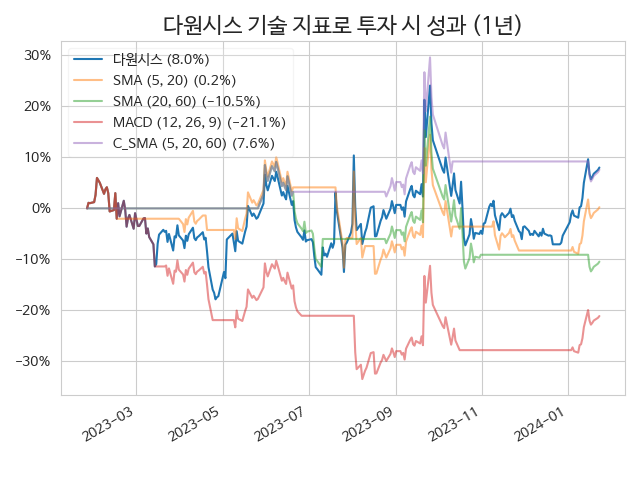 다원시스 기술 지표로 투자 시 성과 (1년)
다원시스 (8.0%)
SMA (5, 20) (0.2%)
SMA (20, 60) (−10.5%)
MACD (12, 26, 9) (−21.1%)
C_SMA (5, 20, 60) (7.6%)
30%
20%
10%
0%
−10%
−20%
−30%
2023−03
2023−05
2023−07
2023−09
2023−11
2024−01